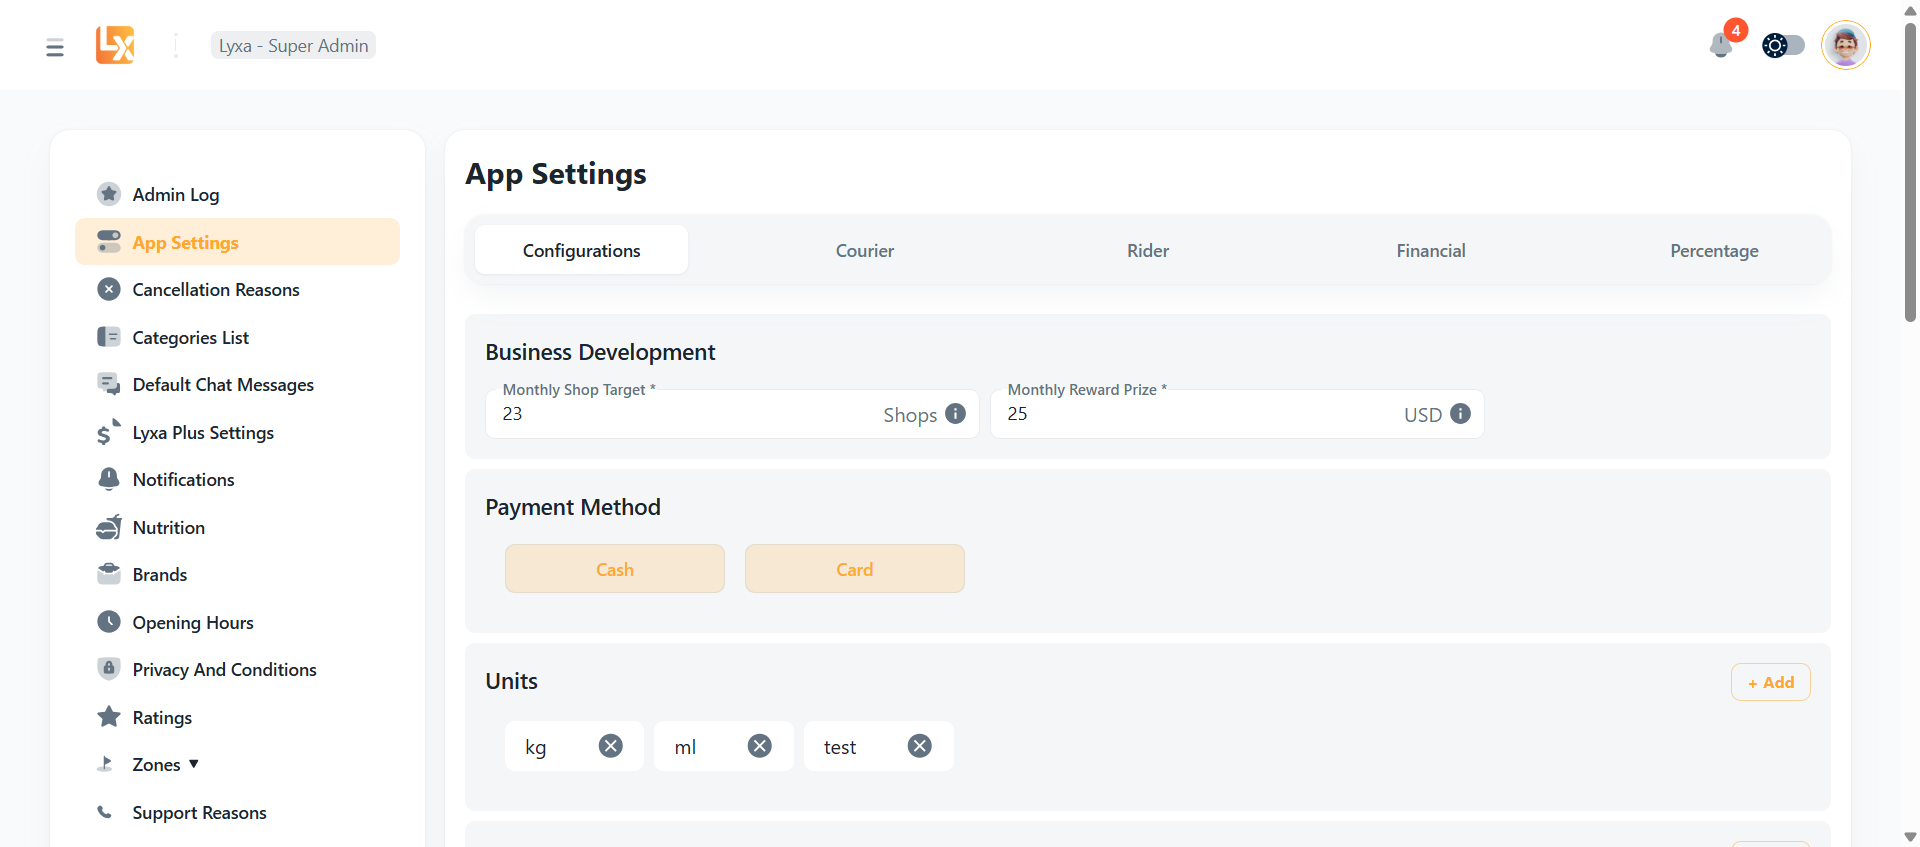 LX
Lyxa - Super Admin
4
Admin Log
App Settings
Cancellation Reasons
Categories List
Default Chat Messages
Lyxa Plus Settings
Notifications
Nutrition
Brands
Opening Hours
Privacy And Conditions
Ratings
Zones ▼
Support Reasons
App Settings
Configurations
Courier
Rider
Financial
Percentage
Business Development
Monthly Shop Target *
23
Shops
Monthly Reward Prize *
25
USD
Payment Method
Cash
Card
Units
+ Add
kg
ml
test